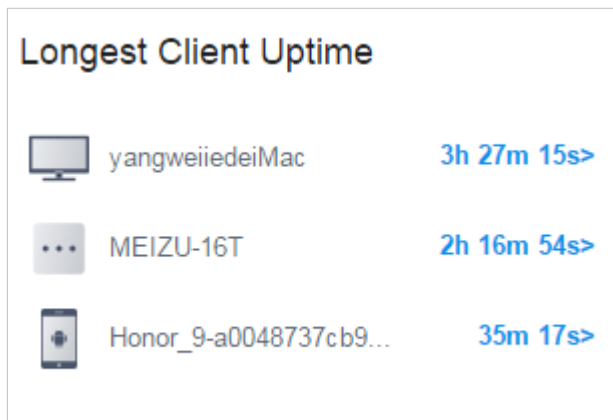 Longest Client Uptime
yangweiiedeiMac 3h 27m 15s>
MEIZU-16T 2h 16m 54s>
Honor_9-a0048737cb9... 35m 17s>